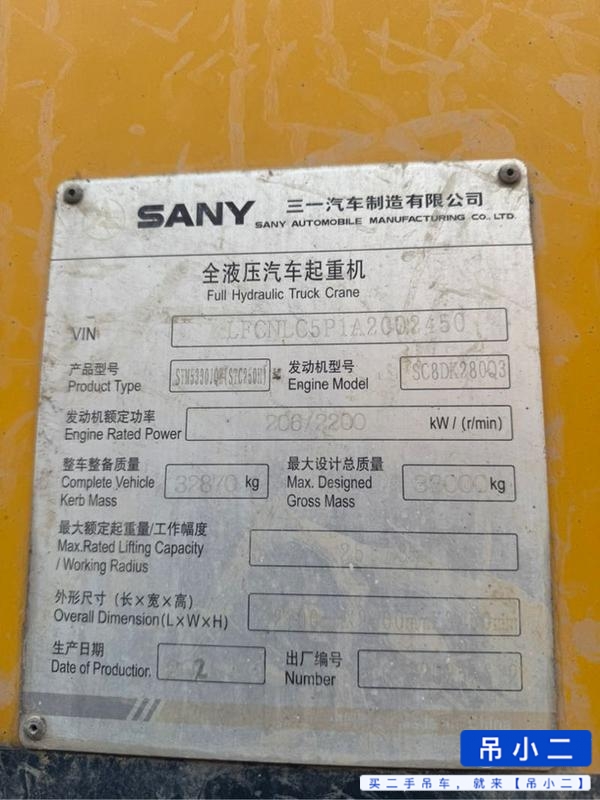 SANY 三一汽车制造有限公司
SANY AUTOMOBILE MANUFACTURING CO., LTD.
全液压汽车起重机
Full Hydraulic Truck Crane
VIN LFCNLC5P1A2002450
产品型号 发动机型号
Product Type Engine Model SC8DK280Q3
发动机额定功率
Engine Rated Power 206/2200 kW / (r/min)
整车整备质量 最大设计总质量
Complete Vehicle 32870 kg Max. Designed kg
Kerb Mass Gross Mass
最大额定起重量/工作幅度
Max.Rated Lifting Capacity
/ Working Radius
外形尺寸（长×宽×高）
Overall Dimension(L×W×H)
生产日期 出厂编号
Date of Production Number
吊小二
买二手吊车，就来【吊小二】